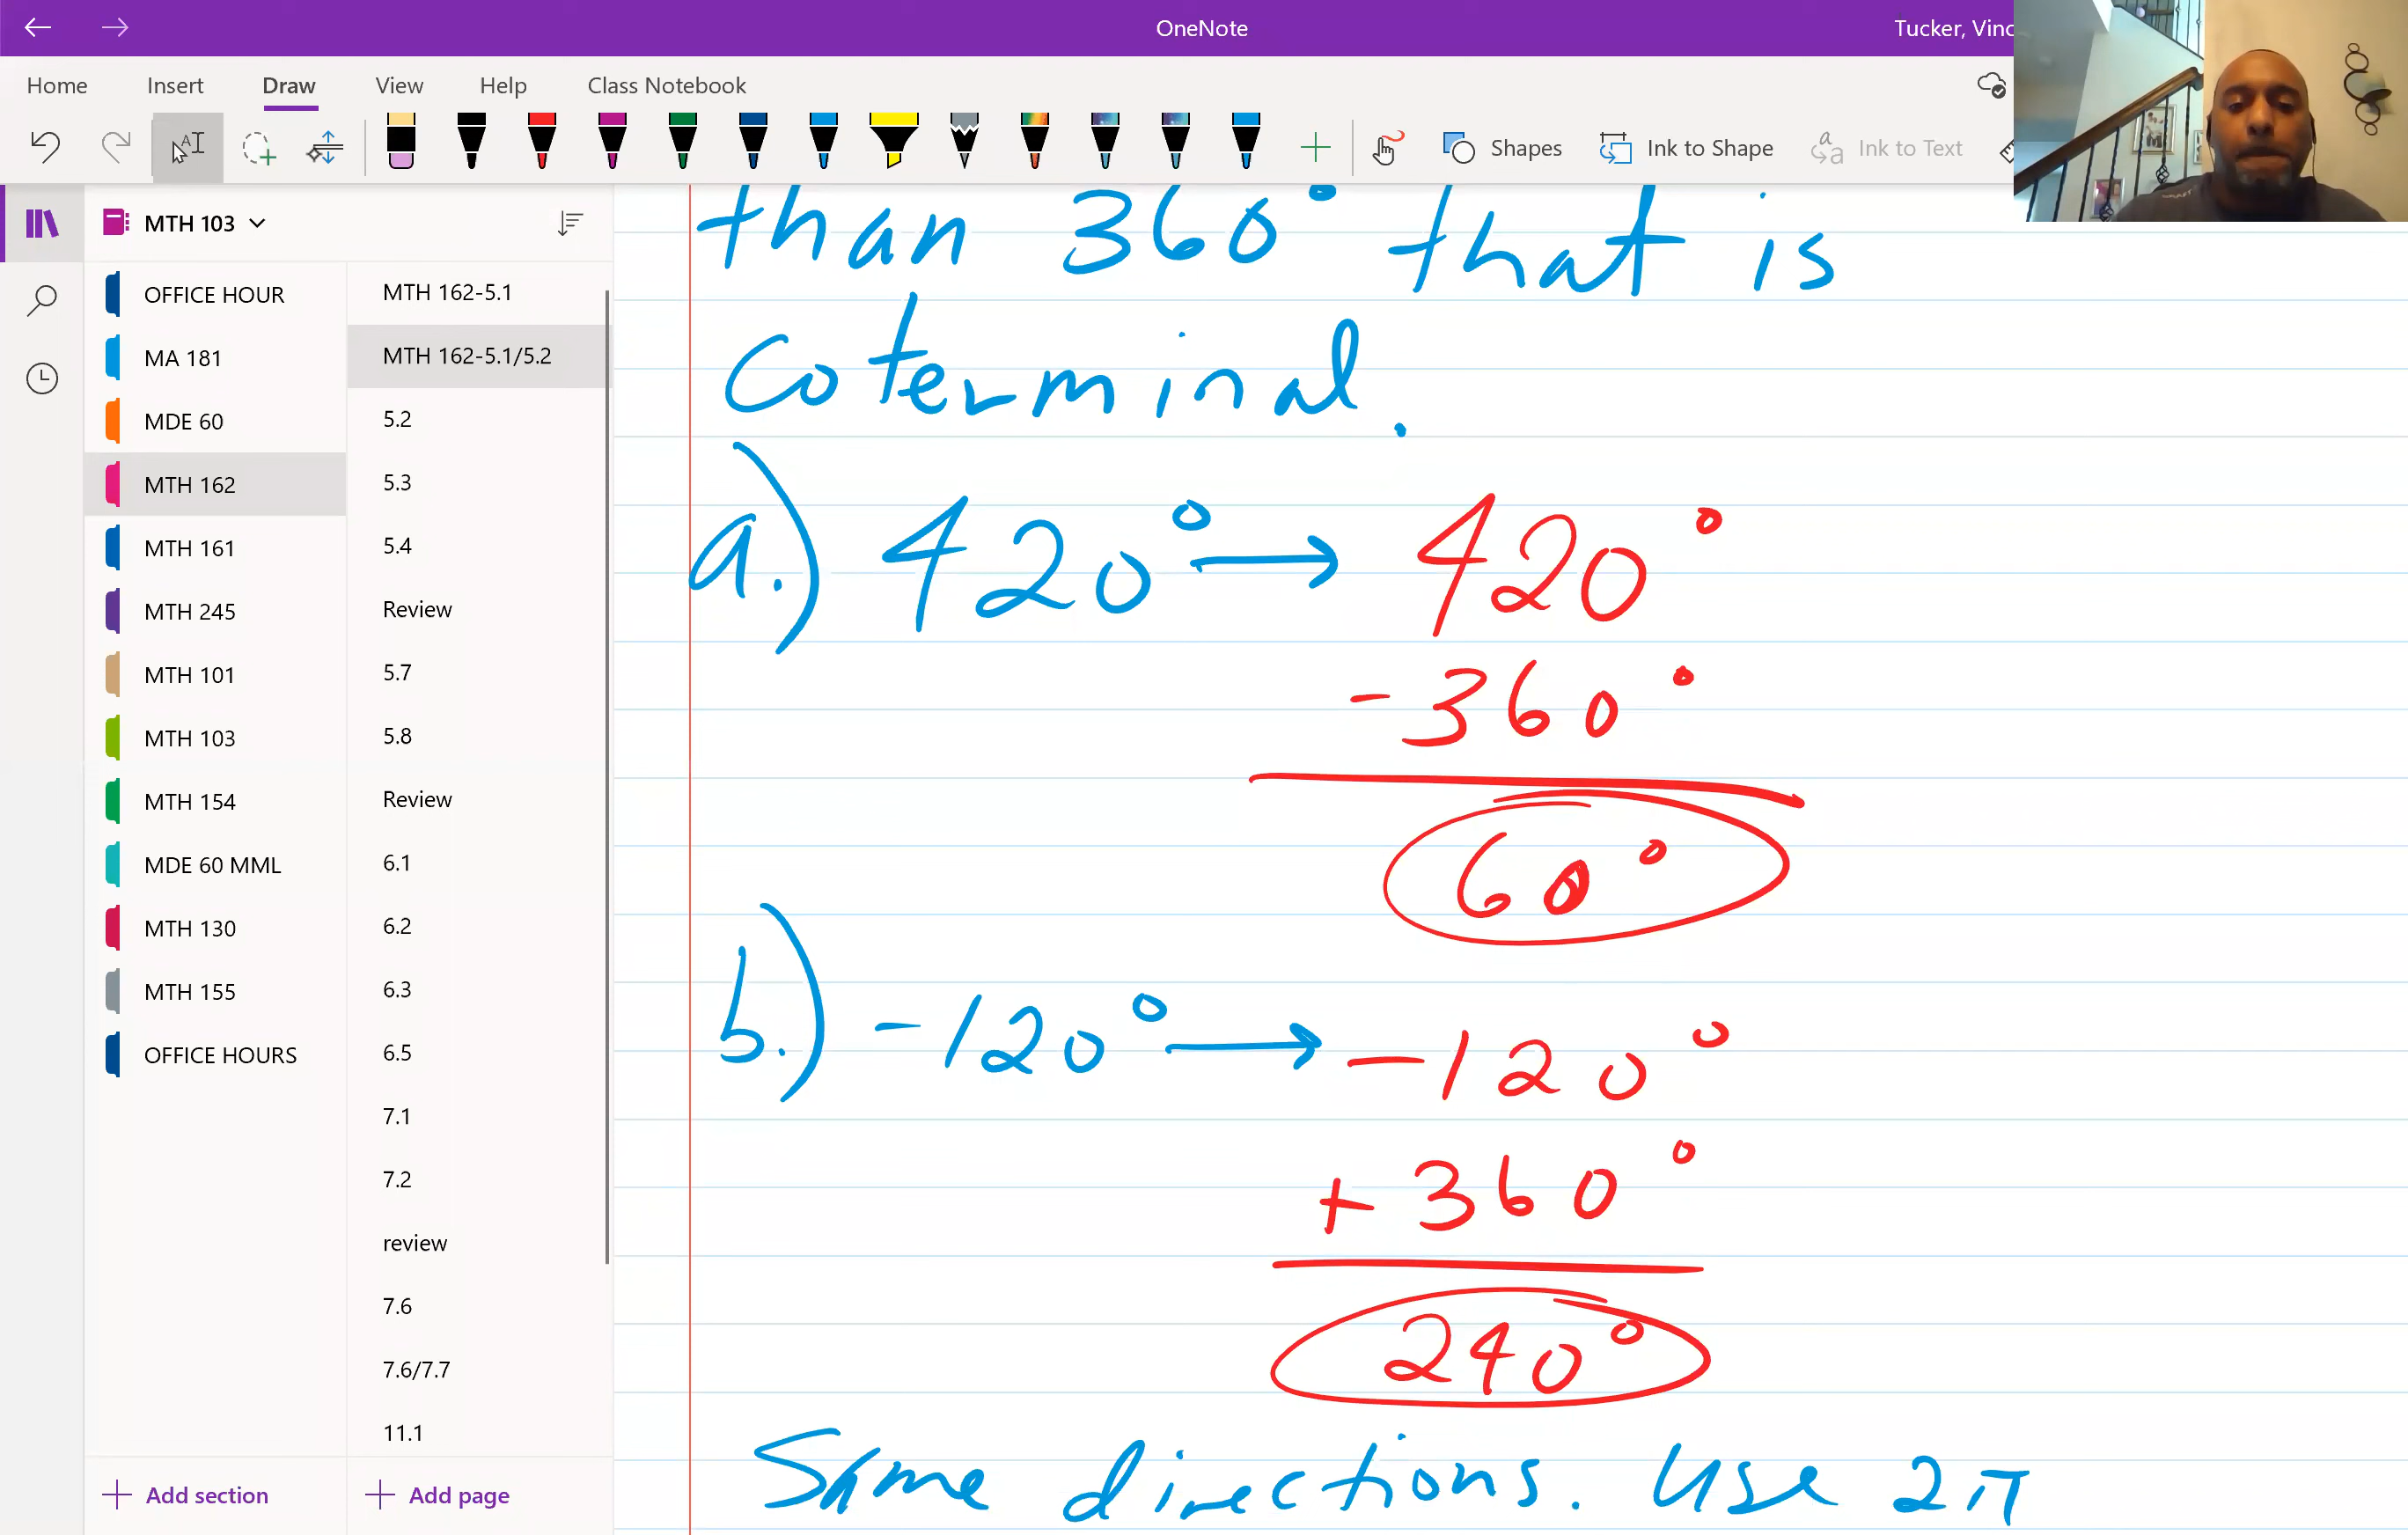 OneNote
Tucker, Vinc
Home Insert Draw View Help Class Notebook
Shapes Ink to Shape Ink to Text
MTH 103
OFFICE HOUR
MA 181
MDE 60
MTH 162
MTH 161
MTH 245
MTH 101
MTH 103
MTH 154
MDE 60 MML
MTH 130
MTH 155
OFFICE HOURS
Add section
MTH 162-5.1
MTH 162-5.1/5.2
5.2
5.3
5.4
Review
5.7
5.8
Review
6.1
6.2
6.3
6.5
7.1
7.2
review
7.6
7.6/7.7
11.1
Add page
than 360° that is
coterminal.
a.) 420° → 420°
-360°
60°
b.) -120° → -120°
+ 360°
240°
Same directions. Use 2π